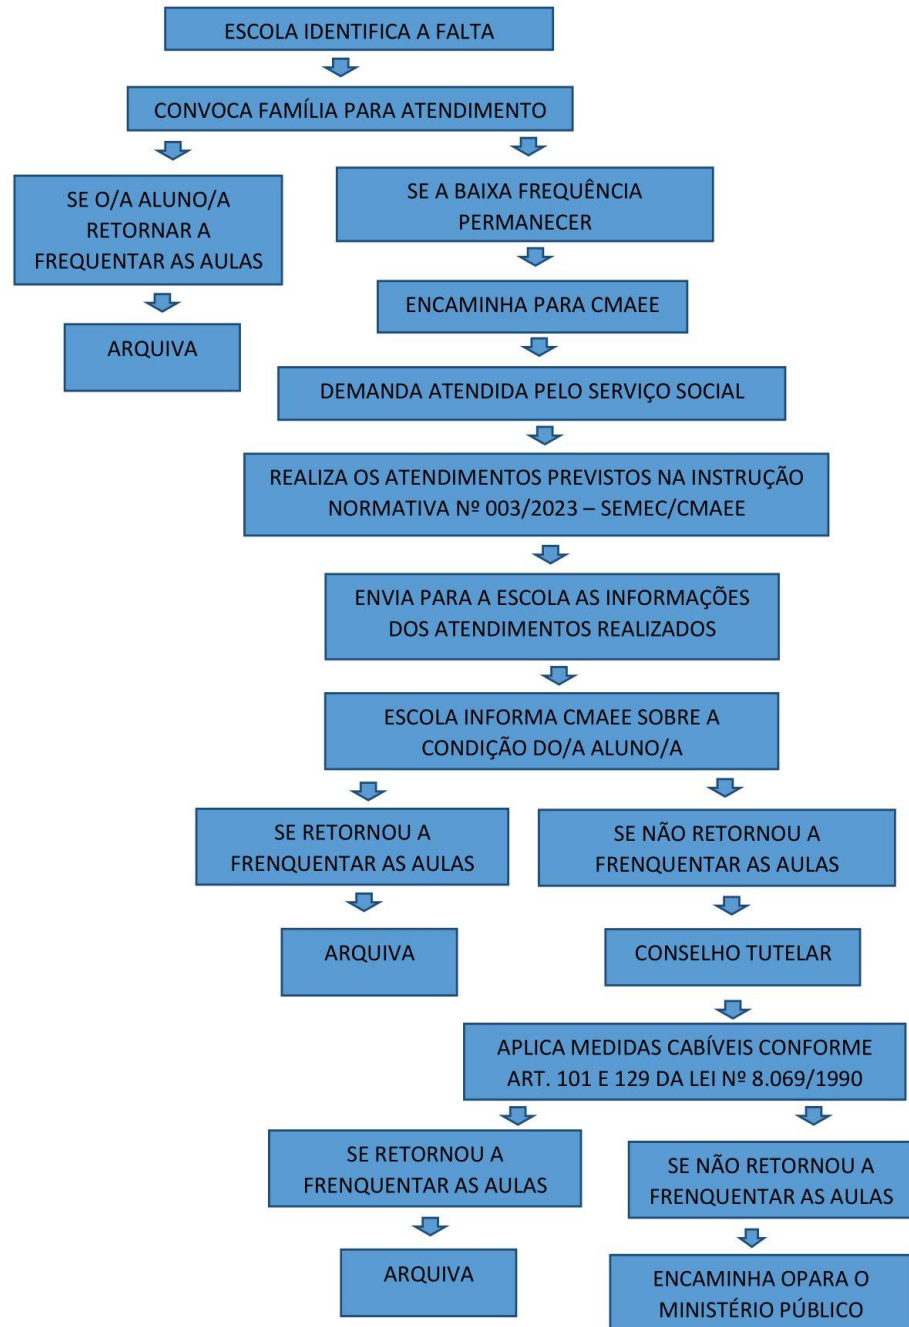 ESCOLA IDENTIFICA A FALTA
CONVOCA FAMÍLIA PARA ATENDIMENTO
SE O/A ALUNO/A
RETORNAR A
FREQUENTAR AS AULAS
SE A BAIXA FREQUÊNCIA
PERMANECER
ARQUIVA
ENCAMINHA PARA CMAEE
DEMANDA ATENDIDA PELO SERVIÇO SOCIAL
REALIZA OS ATENDIMENTOS PREVISTOS NA INSTRUÇÃO
NORMATIVA Nº 003/2023 – SEMEC/CMAEE
ENVIA PARA A ESCOLA AS INFORMAÇÕES
DOS ATENDIMENTOS REALIZADOS
ESCOLA INFORMA CMAEE SOBRE A
CONDIÇÃO DO/A ALUNO/A
SE RETORNOU A
FRENQUENTAR AS AULAS
SE NÃO RETORNOU A
FRENQUENTAR AS AULAS
ARQUIVA
CONSELHO TUTELAR
APLICA MEDIDAS CABÍVEIS CONFORME
ART. 101 E 129 DA LEI Nº 8.069/1990
SE RETORNOU A
FRENQUENTAR AS AULAS
SE NÃO RETORNOU A
FRENQUENTAR AS AULAS
ARQUIVA
ENCAMINHA OPARA O
MINISTÉRIO PÚBLICO